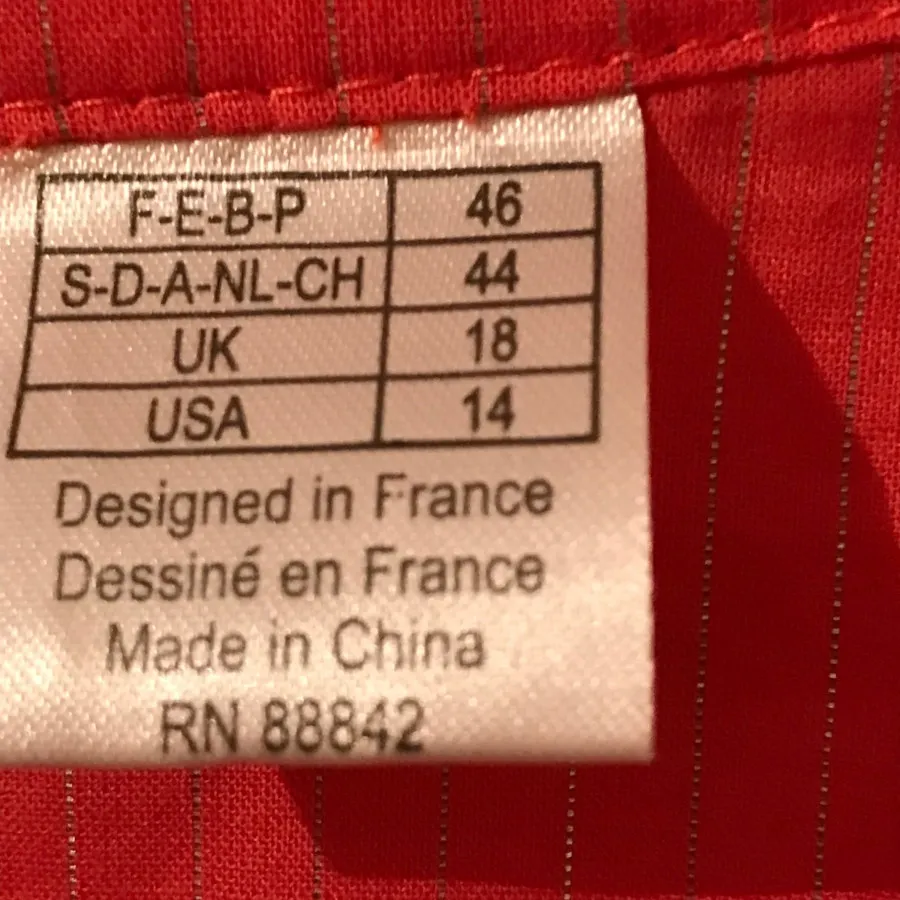 F-E-B-P 46
S-D-A-NL-CH 44
UK 18
USA 14
Designed in France
Dessiné en France
Made in China
RN 88842